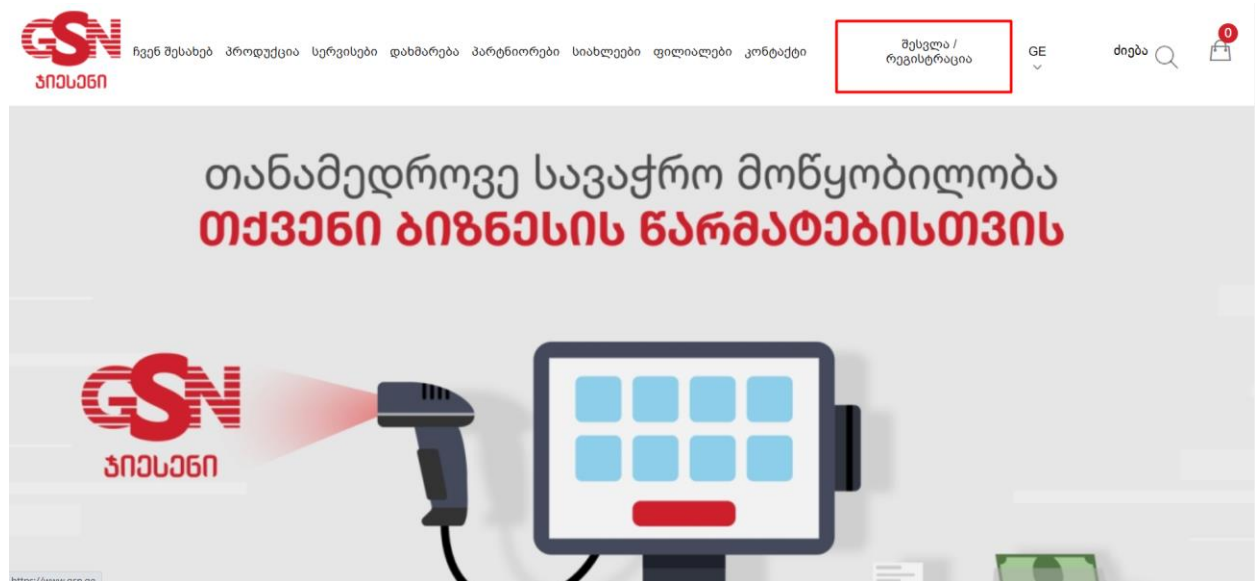 GSN
ჯიესენი
ჩვენ შესახებ პროდუქცია სერვისები დახმარება პარტნიორები სიახლეები ფილიალები კონტაქტი
შესვლა /
რეგისტრაცია
GE
ძიება
0
თანამედროვე სავაჭრო მოწყობილობა
თქვენი ბიზნესის წარმატებისთვის
GSN
ჯიესენი